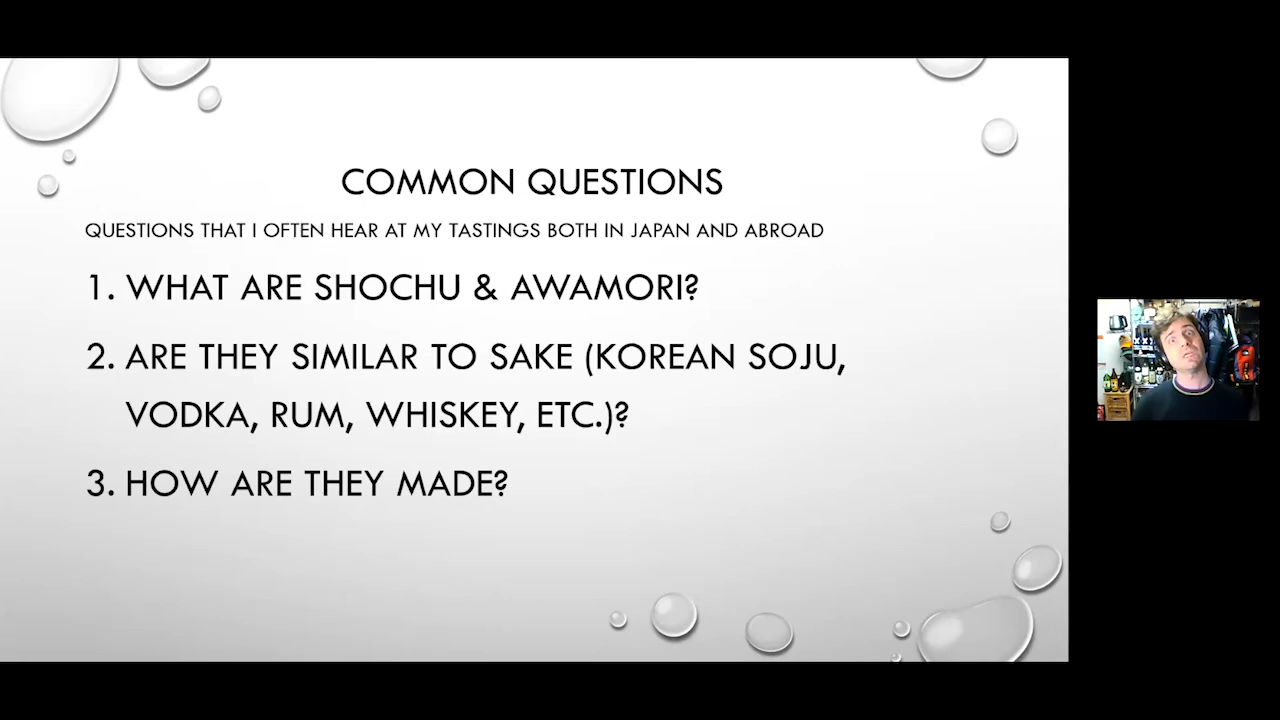 COMMON QUESTIONS
QUESTIONS THAT I OFTEN HEAR AT MY TASTINGS BOTH IN JAPAN AND ABROAD
1. WHAT ARE SHOCHU & AWAMORI?
2. ARE THEY SIMILAR TO SAKE (KOREAN SOJU,
VODKA, RUM, WHISKEY, ETC.)?
3. HOW ARE THEY MADE?